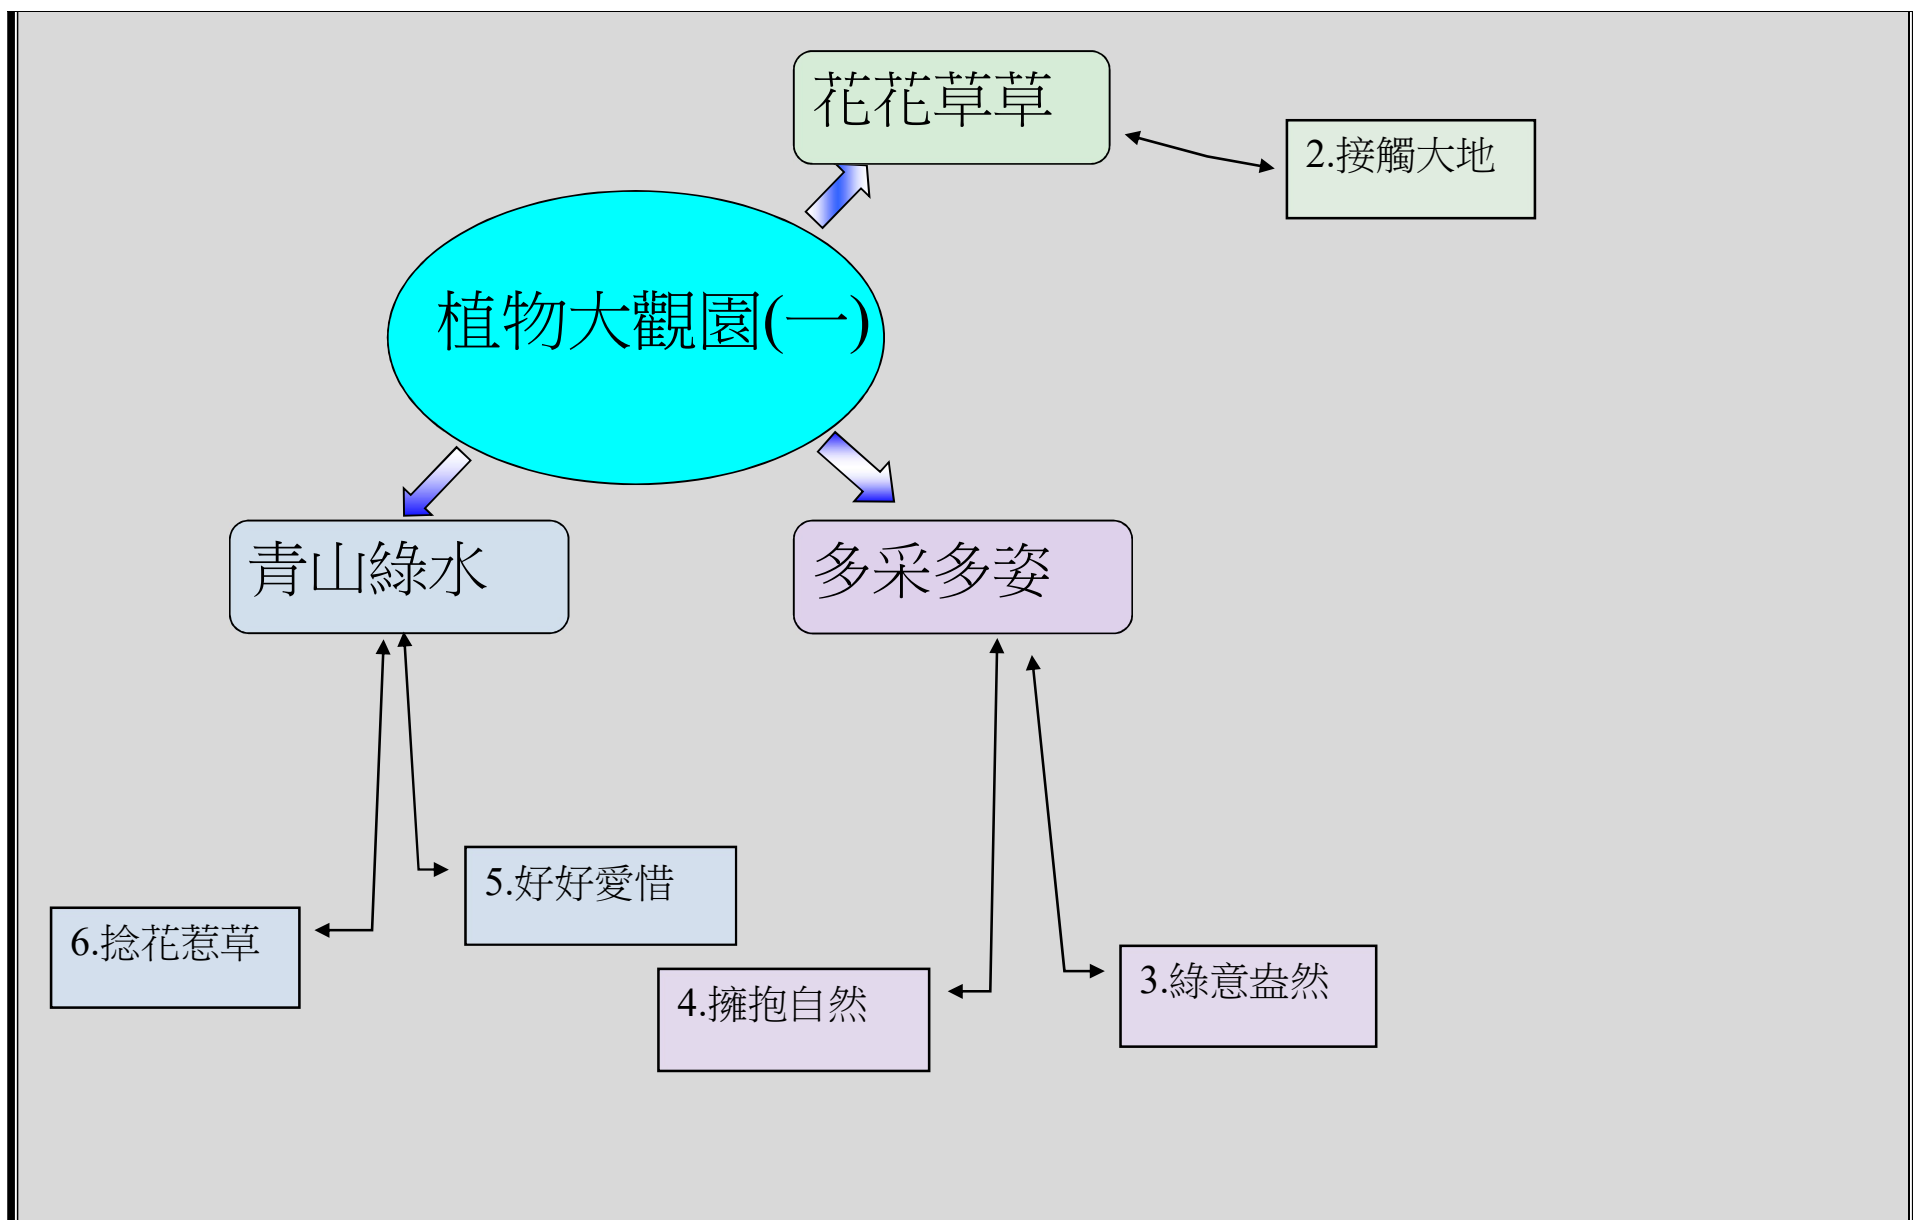 花花草草
2.接觸大地
植物大觀園(一)
青山綠水
多采多姿
5.好好愛惜
6.捻花惹草
4.擁抱自然
3.綠意盎然